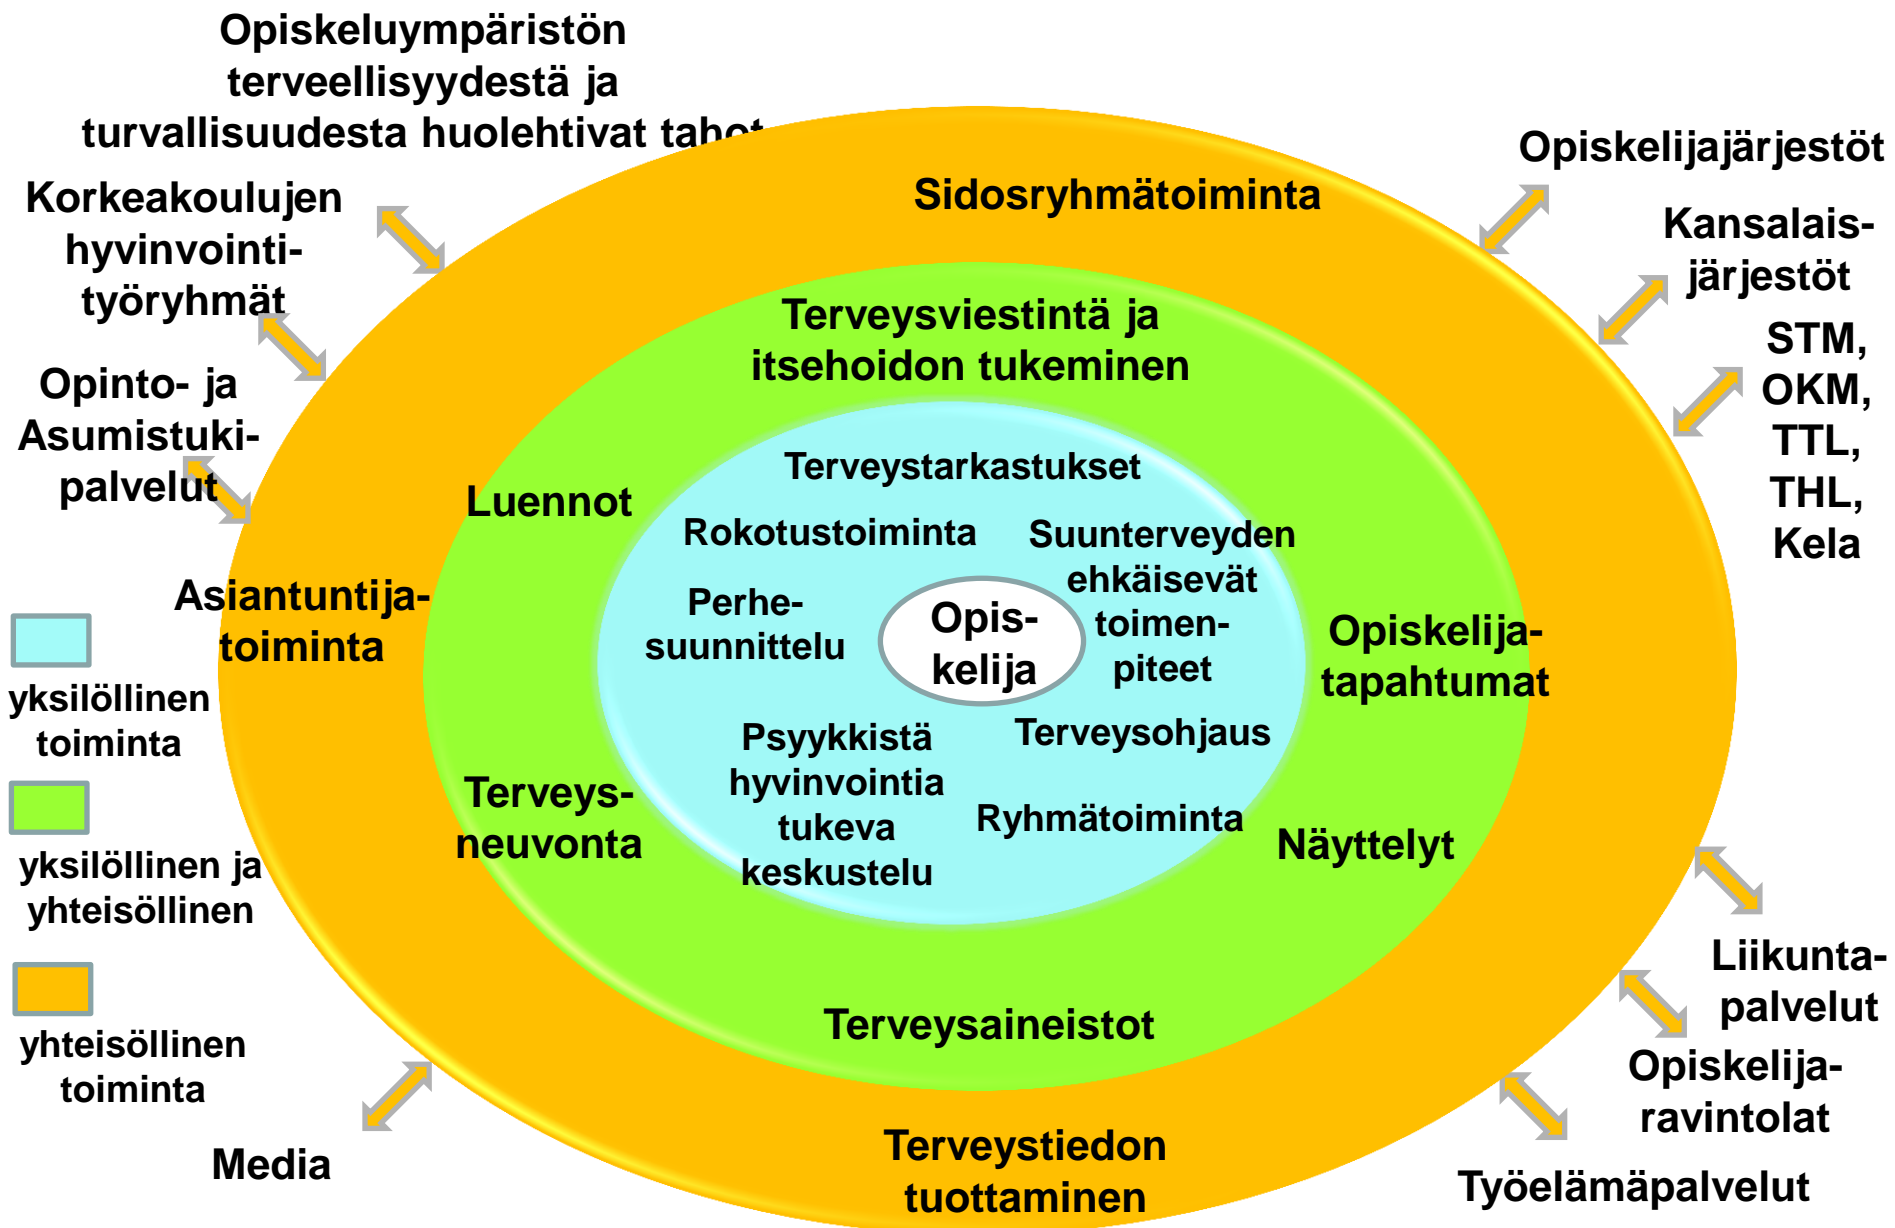 Opiskeluympäristön
terveellisyydestä ja
turvallisuudesta huolehtivat tahot
Korkeakoulujen
hyvinvointi-
työryhmät
Opinto- ja
Asumistuki-
palvelut
Sidosryhmätoiminta
Opiskelijajärjestöt
Kansalais-
järjestöt
STM,
OKM,
TTL,
THL,
Kela
Terveysviestintä ja
itsehoidon tukeminen
Luennot
Terveystarkastukset
Rokotustoiminta
Suunterveyden
ehkäisevät
toimen-
piteet
Perhe-
suunnittelu
Opis-
kelija
Asiantuntija-
toiminta
Opiskelija-
tapahtumat
Psyykkistä
hyvinvointia
tukeva
keskustelu
Terveysohjaus
Ryhmätoiminta
Terveys-
neuvonta
Näyttelyt
Terveysaineistot
Terveystiedon
tuottaminen
yksilöllinen
toiminta
yksilöllinen ja
yhteisöllinen
yhteisöllinen
toiminta
Media
Liikunta-
palvelut
Opiskelija-
ravintolat
Työelämäpalvelut